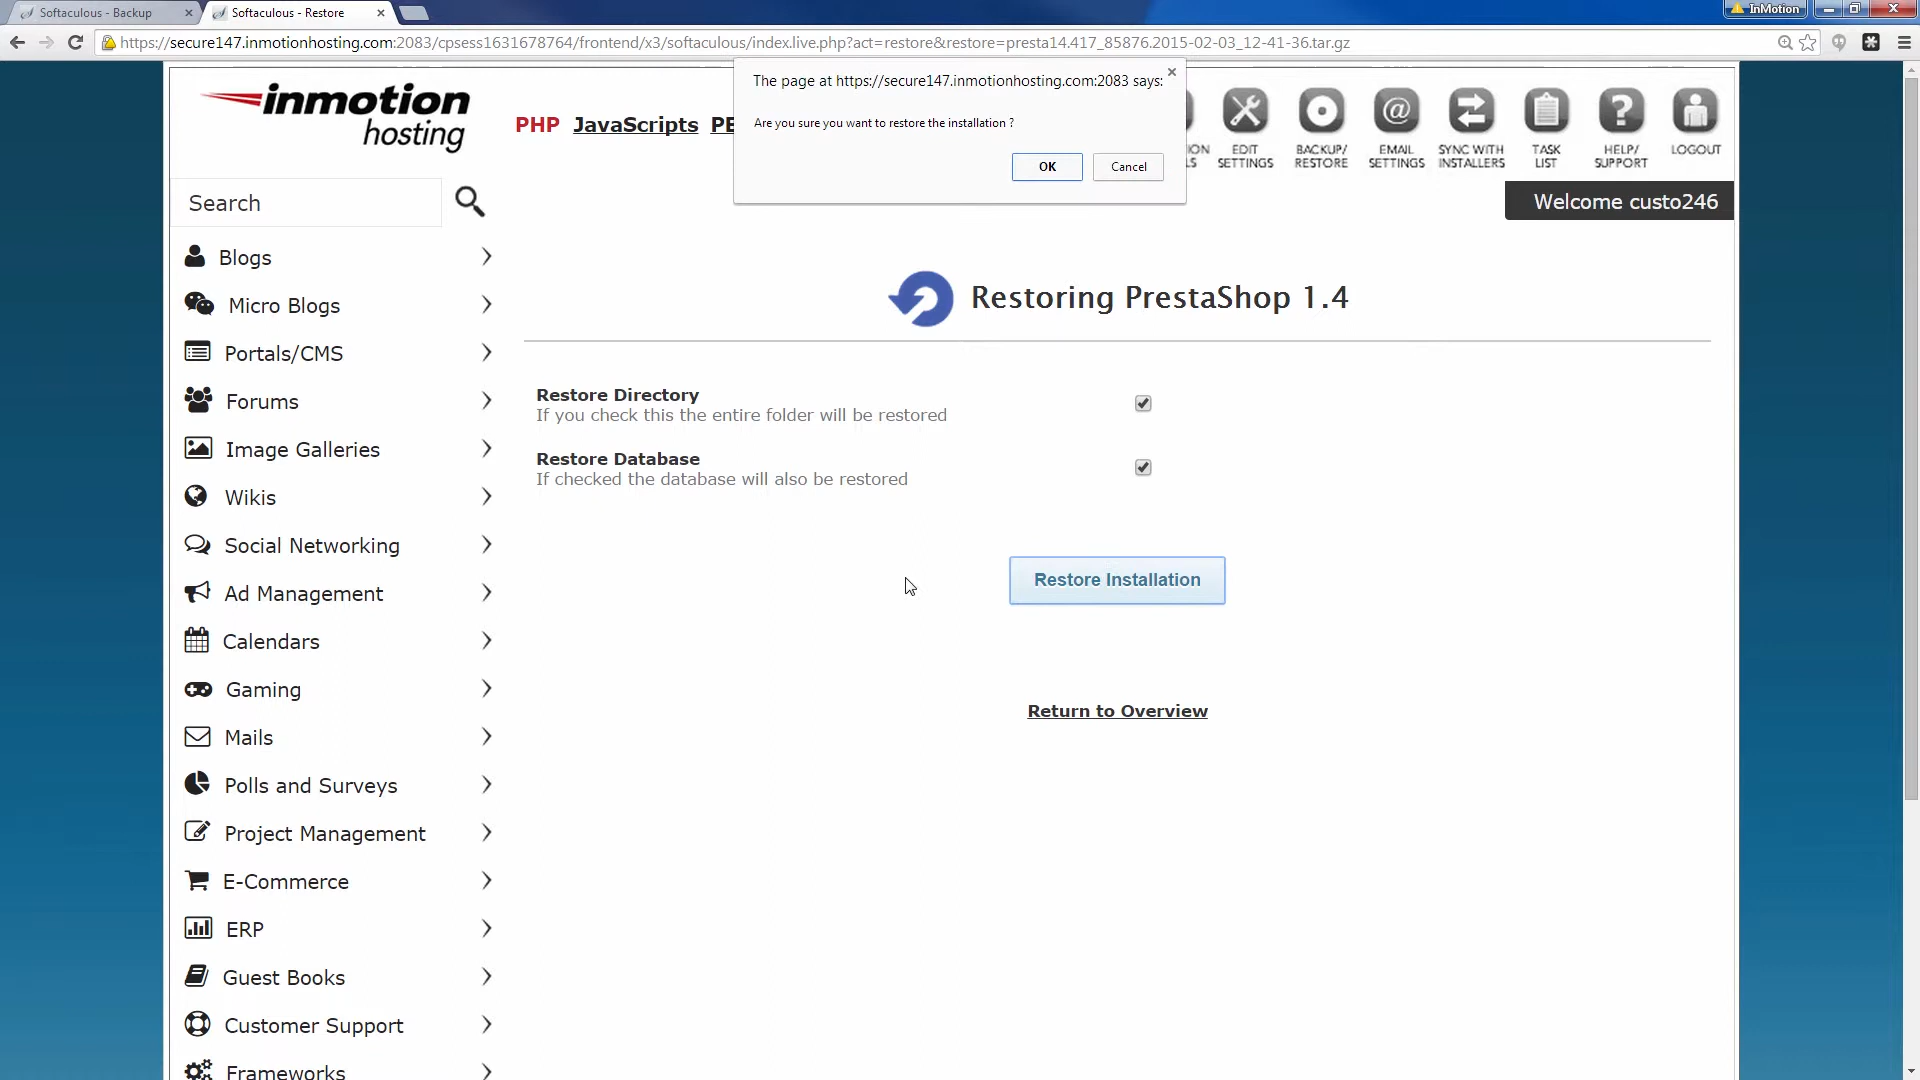 Softaculous - Backup
Softaculous - Restore
InMotion
https://secure147.inmotionhosting.com:2083/cpsess1631678764/frontend/x3/softaculous/index.live.php?act=restore&restore=presta14.417_85876.2015-02-03_12-41-36.tar.gz
The page at https://secure147.inmotionhosting.com:2083 says:
Are you sure you want to restore the installation ?
OK
Cancel
inmotion
hosting
PHP JavaScripts PE
ION
LS
EDIT
SETTINGS
BACKUP/
RESTORE
EMAIL
SETTINGS
SYNC WITH
INSTALLERS
TASK
LIST
HELP/
SUPPORT
LOGOUT
Welcome custo246
Search
Blogs
Micro Blogs
Portals/CMS
Forums
Image Galleries
Wikis
Social Networking
Ad Management
Calendars
Gaming
Mails
Polls and Surveys
Project Management
E-Commerce
ERP
Guest Books
Customer Support
Frameworks
Restoring PrestaShop 1.4
Restore Directory
If you check this the entire folder will be restored
Restore Database
If checked the database will also be restored
Restore Installation
Return to Overview